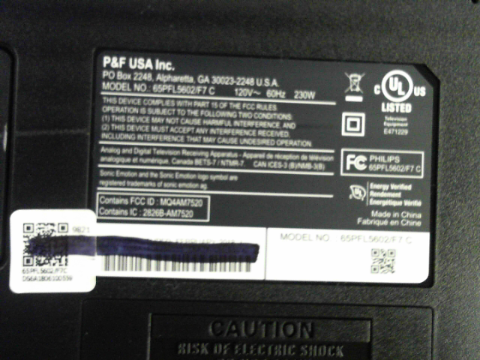 P&F USA Inc.
PO Box 2248, Alpharetta, GA 30023-2248 U.S.A.
MODEL NO : 65PFL5602/F7 C 120V~ 60Hz 230W
THIS DEVICE COMPLIES WITH PART 15 OF THE FCC RULES.
OPERATION IS SUBJECT TO THE FOLLOWING TWO CONDITIONS:
(1) THIS DEVICE MAY NOT CAUSE HARMFUL INTERFERENCE, AND
(2) THIS DEVICE MUST ACCEPT ANY INTERFERENCE RECEIVED,
INCLUDING INTERFERENCE THAT MAY CAUSE UNDESIRED OPERATION.
Analog and Digital Television Receiving Apparatus - Appareil de réception de télévision
analogique et numérique, Canada BETS-7 / NTMR-7. CAN ICES-3 (B)/NMB-3(B)
Sonic Emotion and the Sonic Emotion logo are
registered trademarks of sonic emotion ag.
Contains FCC ID : MQ4AM7520
Contains IC : 2826B-AM7520
C UL US
LISTED
Television
Equipment
E471229
FC PHILIPS
65PFL5602/F7 C
Energy Verified
Rendement
Énergétique Vérifié
Made in China
Fabriqué en Chine
MODEL NO : 65PFL5602/F7 C
65PFL5602/F7C
CAUTION
RISK OF ELECTRIC SHOCK